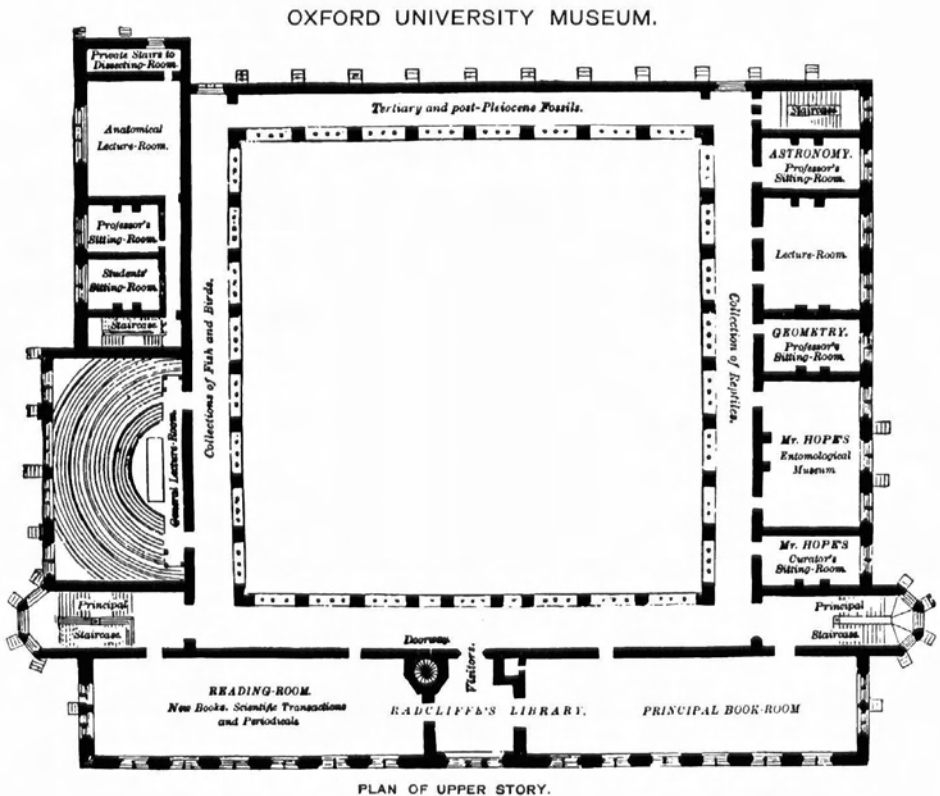 OXFORD UNIVERSITY MUSEUM.
Private Stairs to
Dissecting-Room.
Tertiary and post-Pleiocene Fossils.
Staircase
Anatomical
Lecture-Room.
ASTRONOMY.
Professor's
Sitting-Room.
Professor's
Sitting-Room.
Lecture-Room.
Students'
Sitting-Room.
Staircase
Collections of Fish and Birds.
Collection of Reptiles.
GEOMETRY.
Professor's
Sitting-Room.
General Lecture-Room.
Mr. HOPE'S
Entomological
Museum
Mr. HOPE'S
Curator's
Sitting-Room.
Principal
Staircase.
Principal
Staircase.
Doorway
Visitors.
READING-ROOM.
New Books. Scientific Transactions
and Periodicals
RADCLIFFE'S LIBRARY.
PRINCIPAL BOOK-ROOM
PLAN OF UPPER STORY.